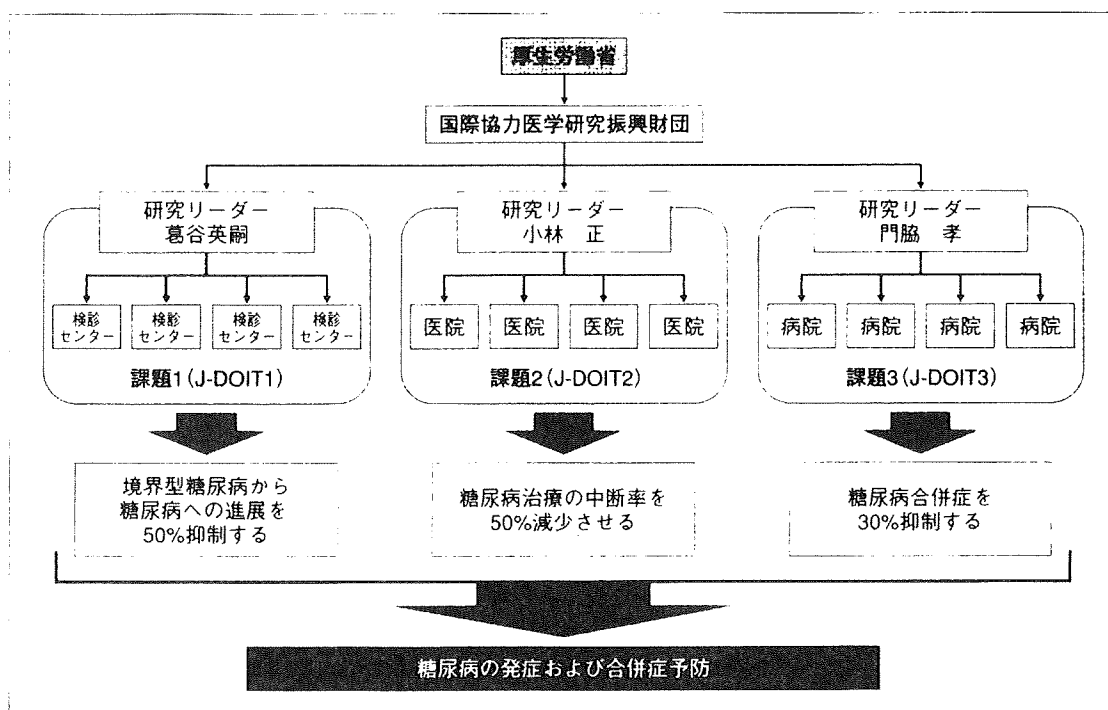 厚生労働省
国際協力医学研究振興財団
研究リーダー
葛谷英嗣
研究リーダー
小林 正
研究リーダー
門脇 孝
検診
センター
検診
センター
検診
センター
検診
センター
医院
医院
医院
医院
病院
病院
病院
病院
課題1(J-DOIT1)
課題2(J-DOIT2)
課題3(J-DOIT3)
境界型糖尿病から
糖尿病への進展を
50%抑制する
糖尿病治療の中断率を
50%減少させる
糖尿病合併症を
30%抑制する
糖尿病の発症および合併症予防